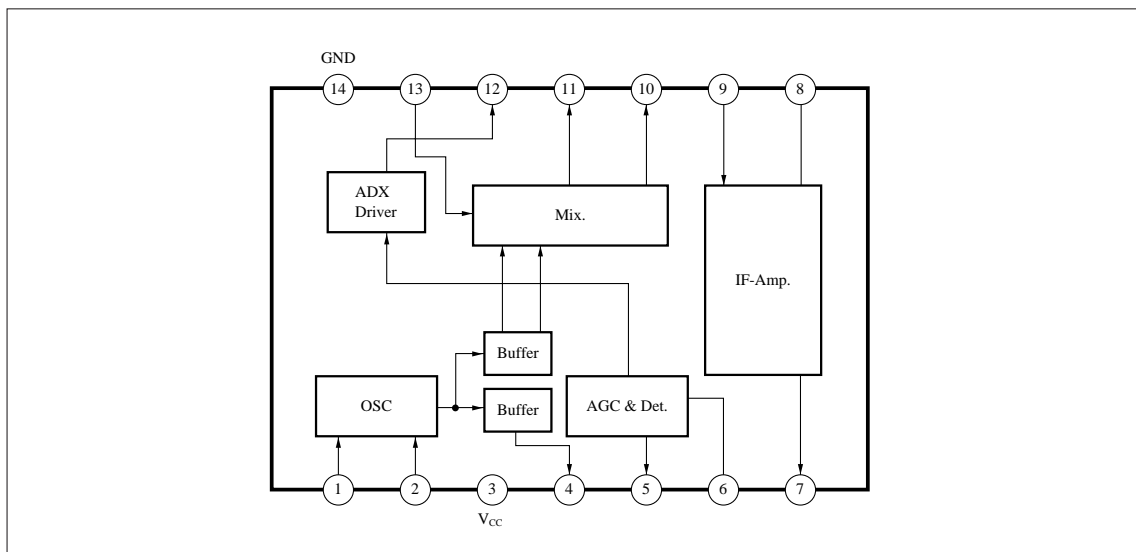 GND
14
13
12
11
10
9
8
ADX
Driver
Mix.
IF-Amp.
Buffer
OSC
Buffer
AGC & Det.
1
2
3
4
5
6
7
VCC